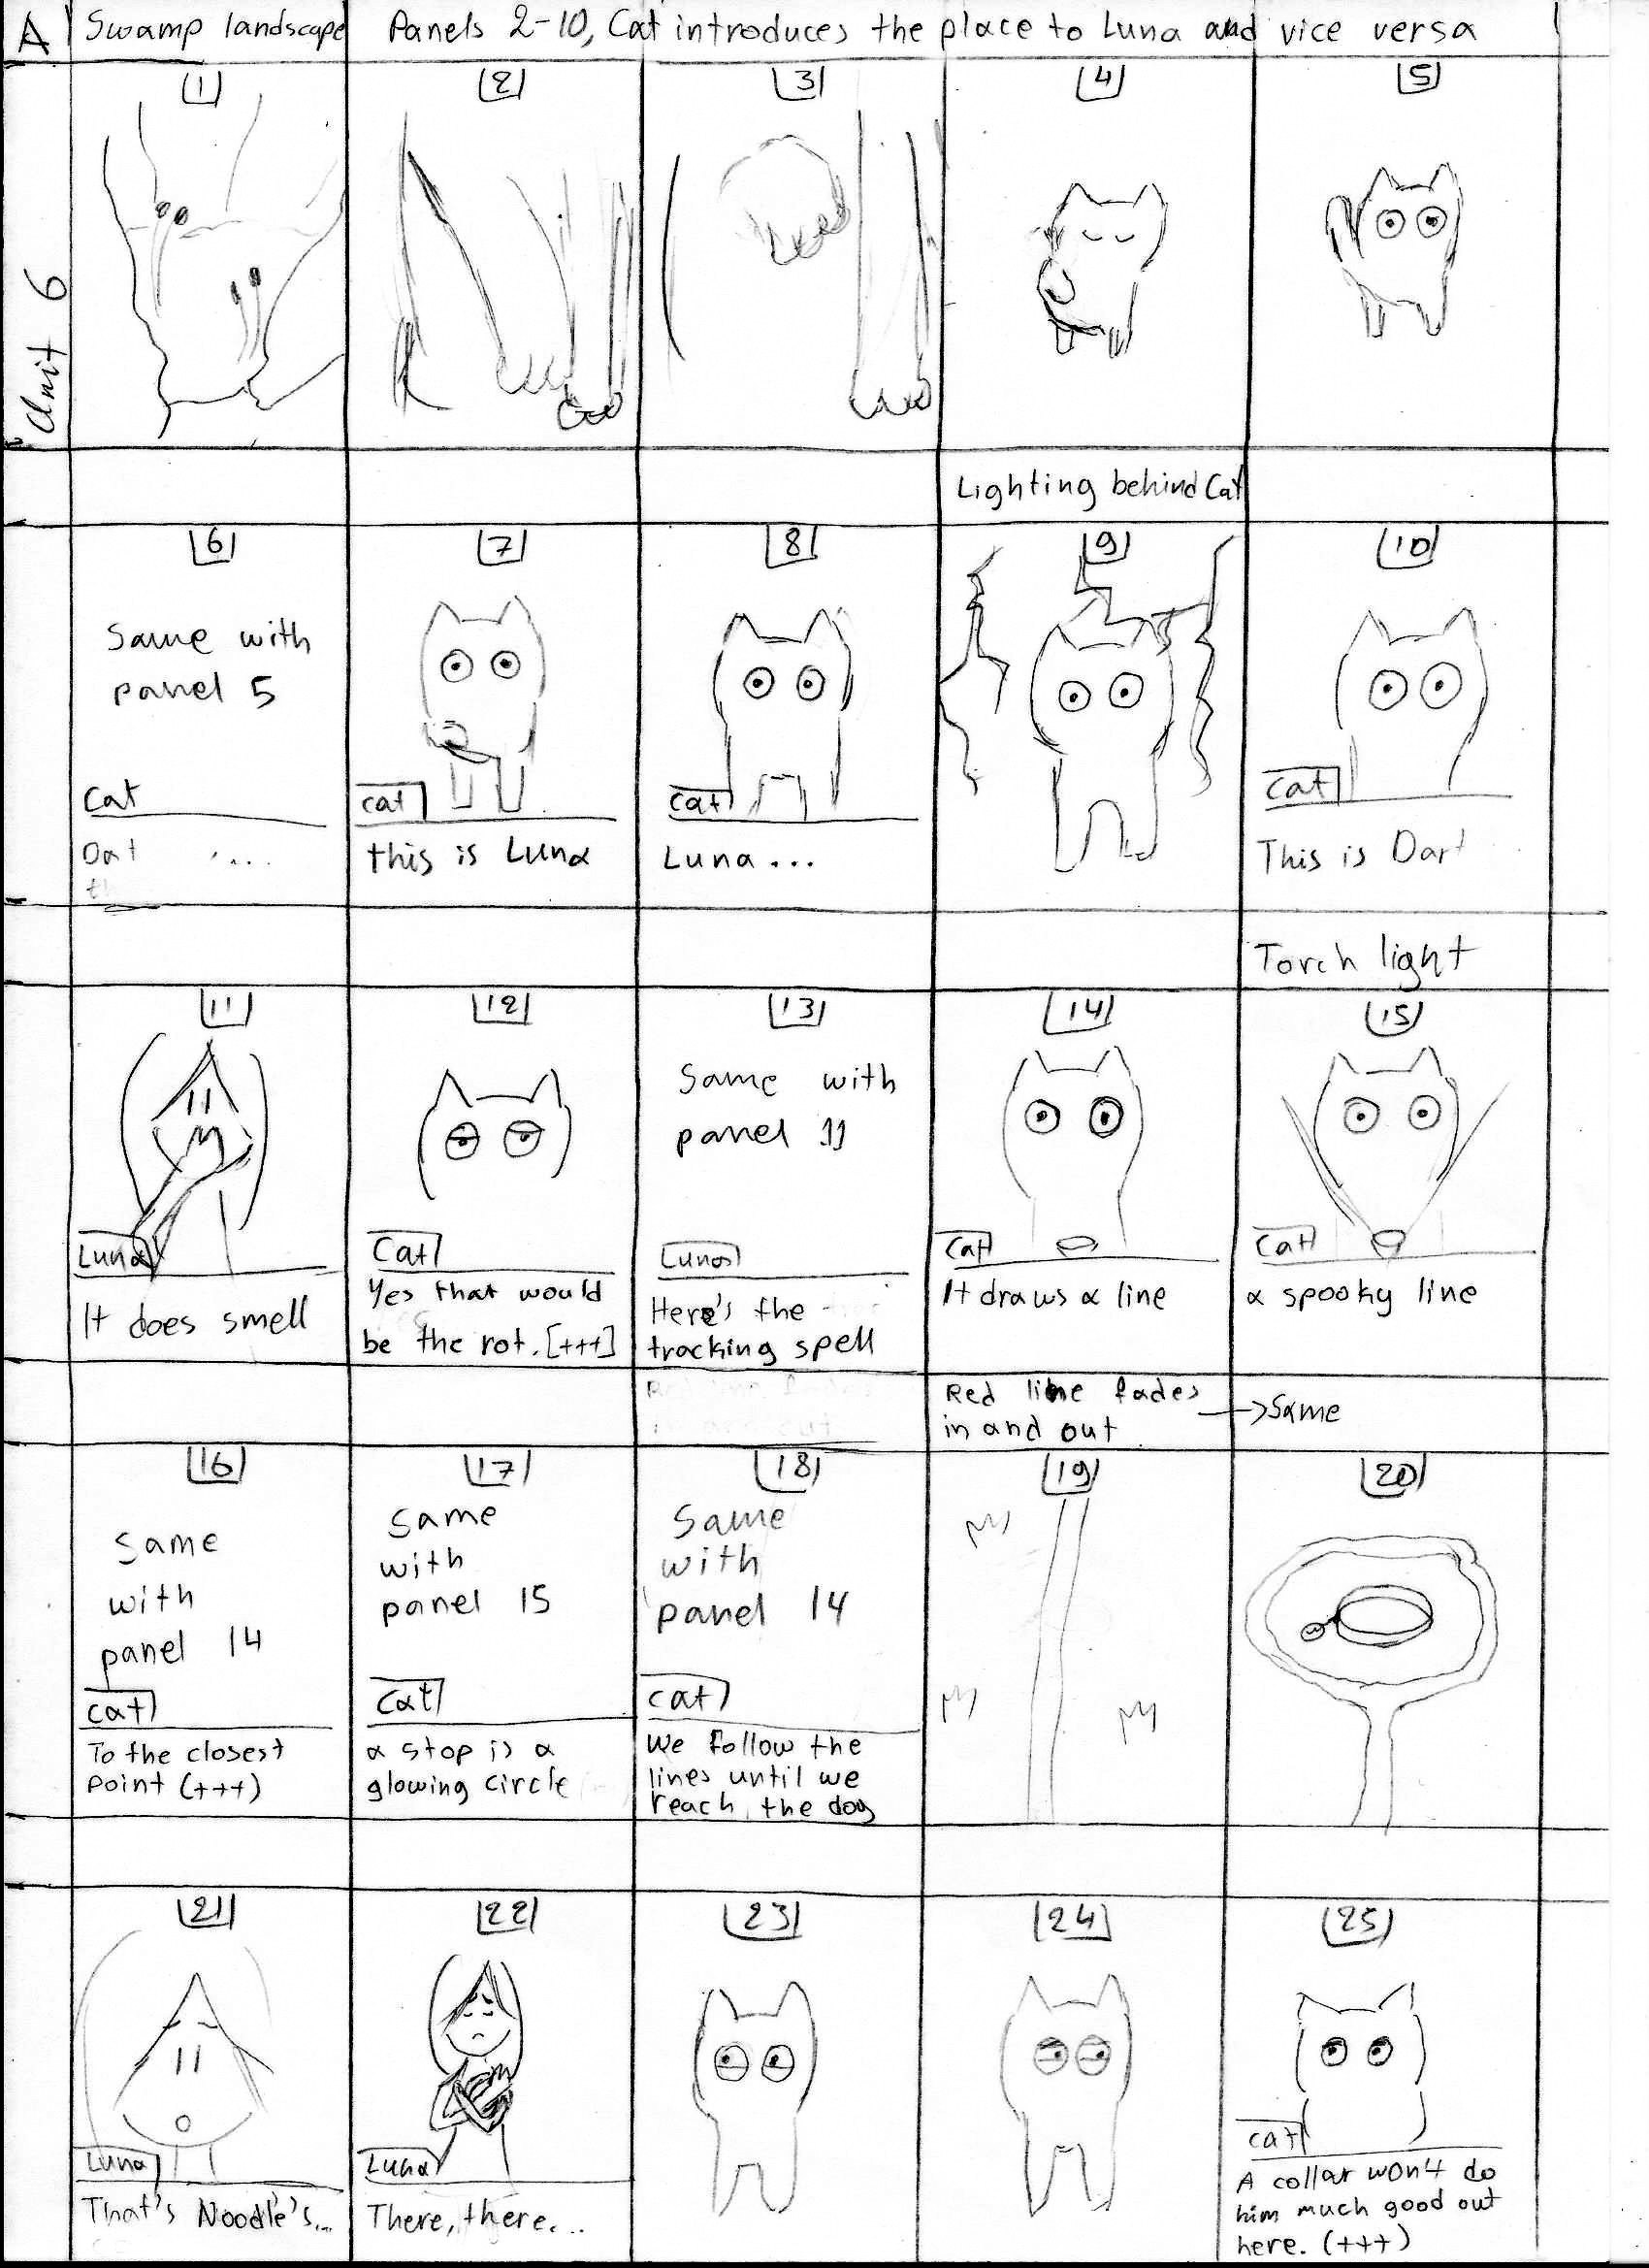 A
Swamp landscape
Panels 2-10, Cat introduces the place to Luna and vice versa
Unit 6
1
2
3
4
5
Lighting behind Cat
6
7
8
9
10
Same with
panel 5
Cat
Dat ....
cat
this is Luna
cat
Luna...
cat
This is Dart
Torch light
11
12
13
14
15
Same with
panel 11
Luna
It does smell
Cat
Yes that would
be the rot. [+++]
Luna
Here's the
tracking spell
Cat
It draws a line
Cat
a spooky line
Red line fades
in and out
→ Same
16
17
18
19
20
Same
with
panel 14
cat
To the closest
point (+++)
Same
with
panel 15
Cat
a stop is a
glowing circle
Same
with
panel 14
cat
We follow the
lines until we
reach the dog
21
22
23
24
25
Luna
That's Noodle's...
Luna
There, there...
cat
A collar won't do
him much good out
here. (+++)